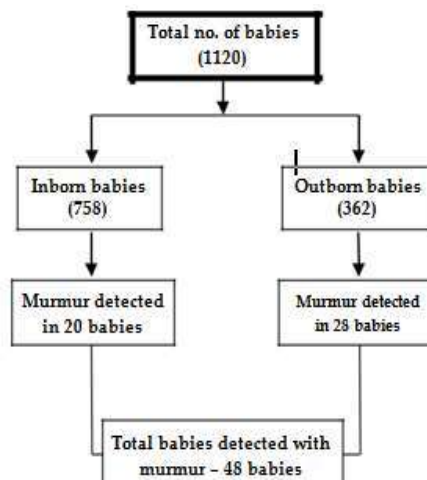 Total no. of babies
(1120)
Inborn babies
(758)
Outborn babies
(362)
Murmur detected
in 20 babies
Murmur detected
in 28 babies
Total babies detected with
murmur – 48 babies